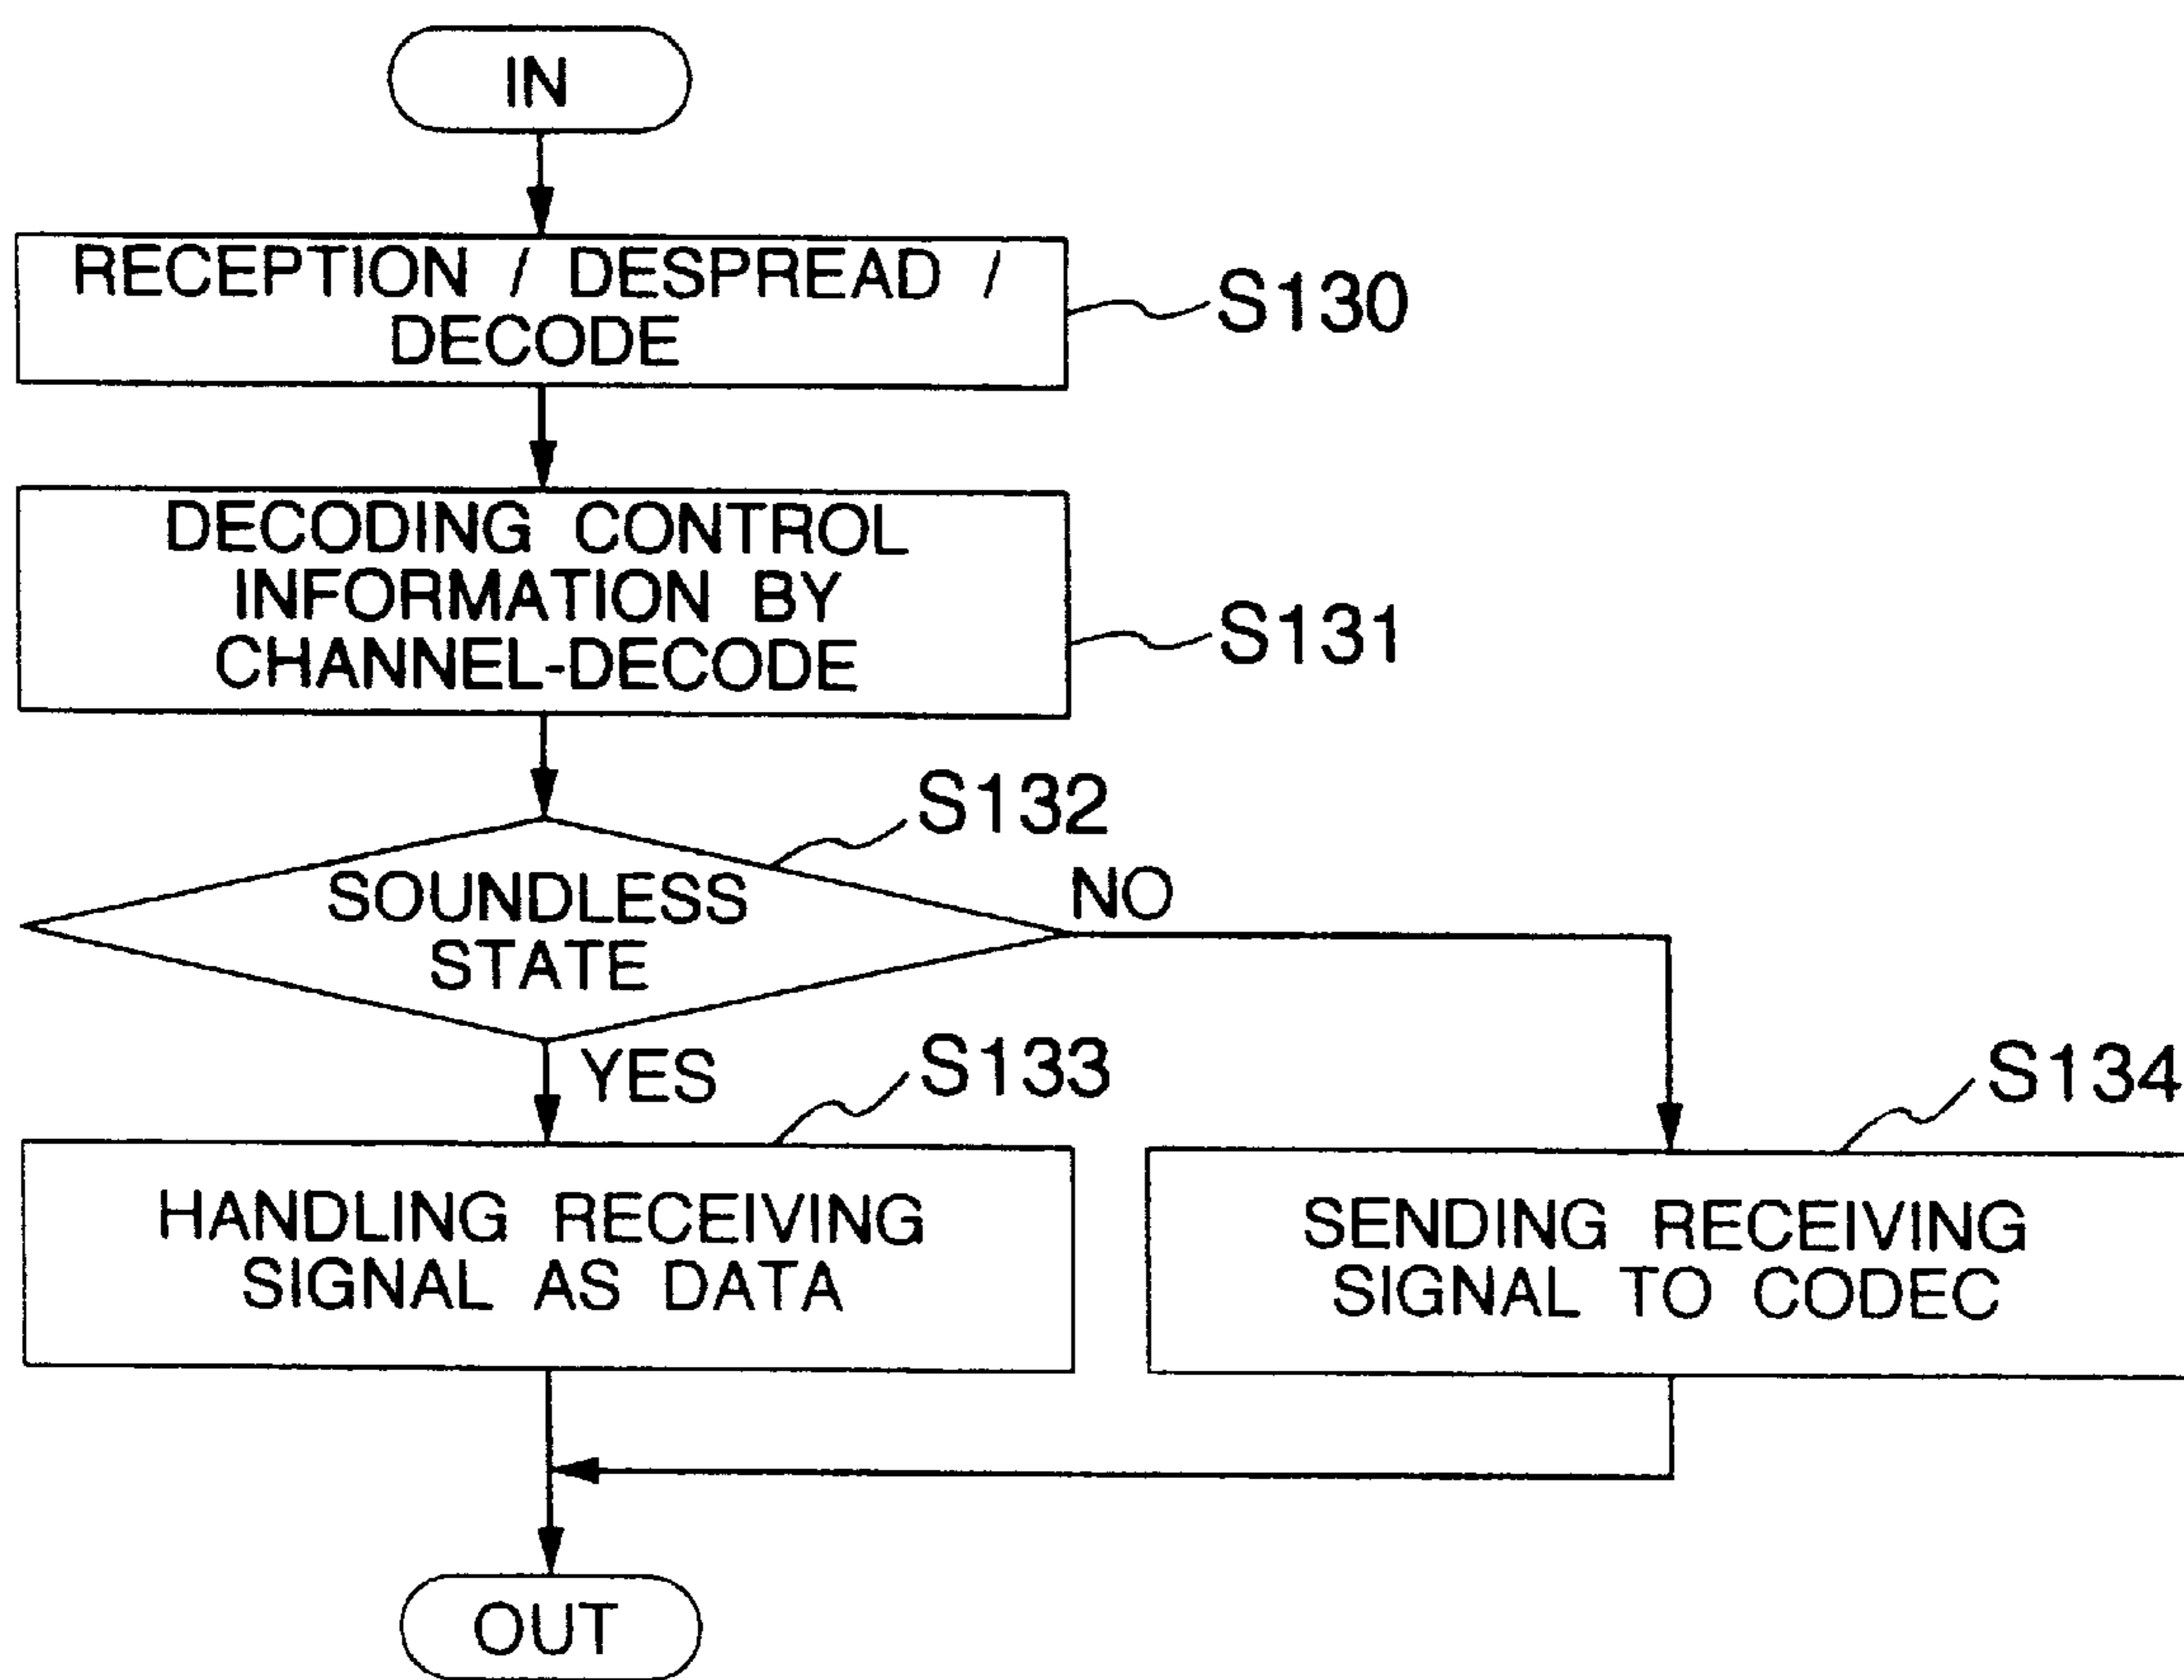 IN
RECEPTION / DESPREAD /
DECODE
S130
DECODING CONTROL
INFORMATION BY
CHANNEL-DECODE
S131
S132
SOUNDLESS
STATE
NO
YES
S133
S134
HANDLING RECEIVING
SIGNAL AS DATA
SENDING RECEIVING
SIGNAL TO CODEC
OUT